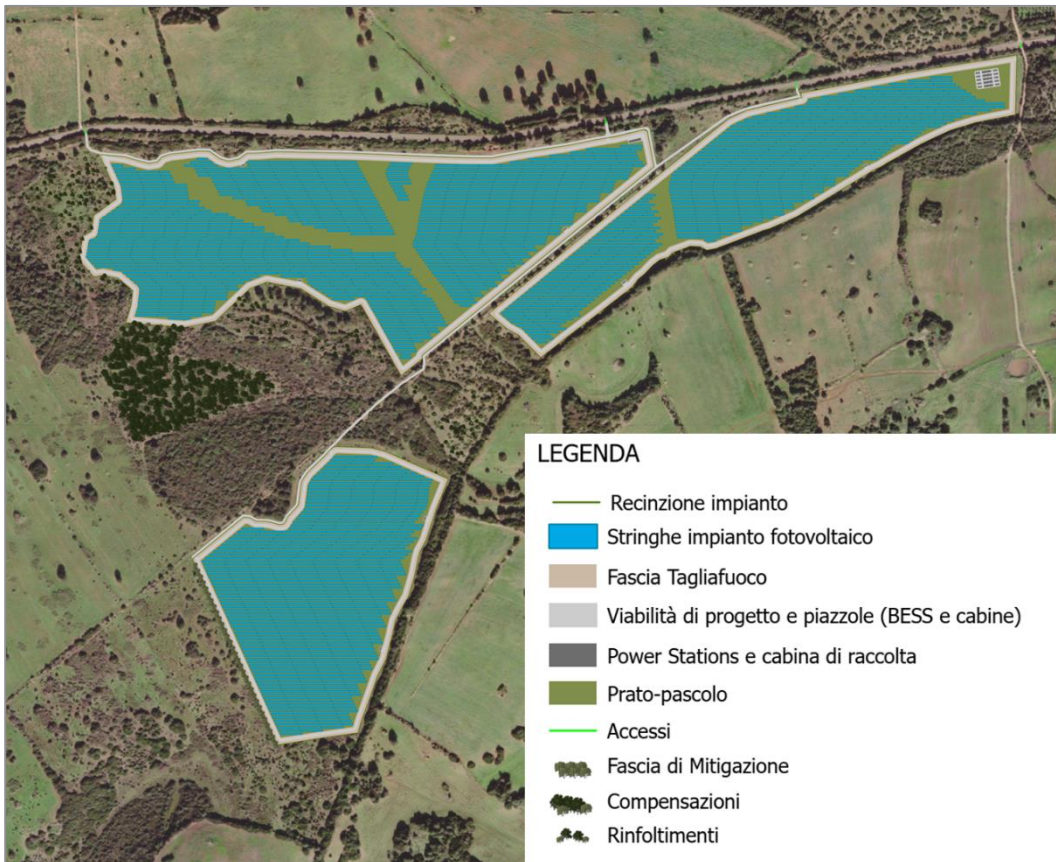 LEGENDA
Recinzione impianto
Stringhe impianto fotovoltaico
Fascia Tagliafuoco
Viabilità di progetto e piazzole (BESS e cabine)
Power Stations e cabina di raccolta
Prato-pascolo
Accessi
Fascia di Mitigazione
Compensazioni
Rinfoltimenti